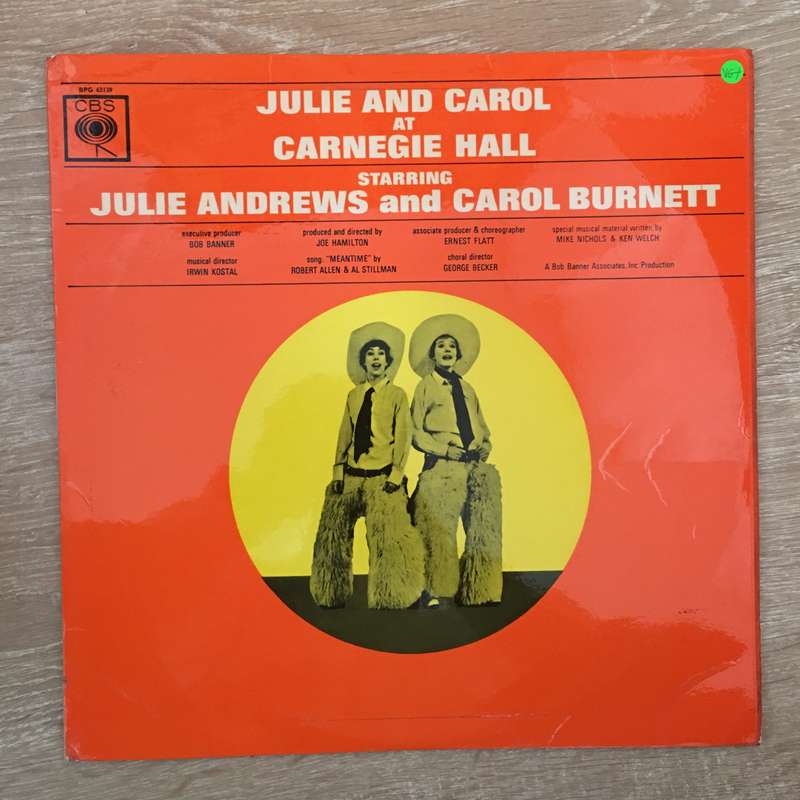 BPG 62139
CBS
VG+
JULIE AND CAROL
AT
CARNEGIE HALL
STARRING
JULIE ANDREWS and CAROL BURNETT
executive producer
BOB BANNER
produced and directed by
JOE HAMILTON
associate producer & choreographer
ERNEST FLATT
special musical material written by
MIKE NICHOLS & KEN WELCH
musical director
IRWIN KOSTAL
song, "MEANTIME" by
ROBERT ALLEN & AL STILLMAN
choral director
GEORGE BECKER
A Bob Banner Associates, Inc Production